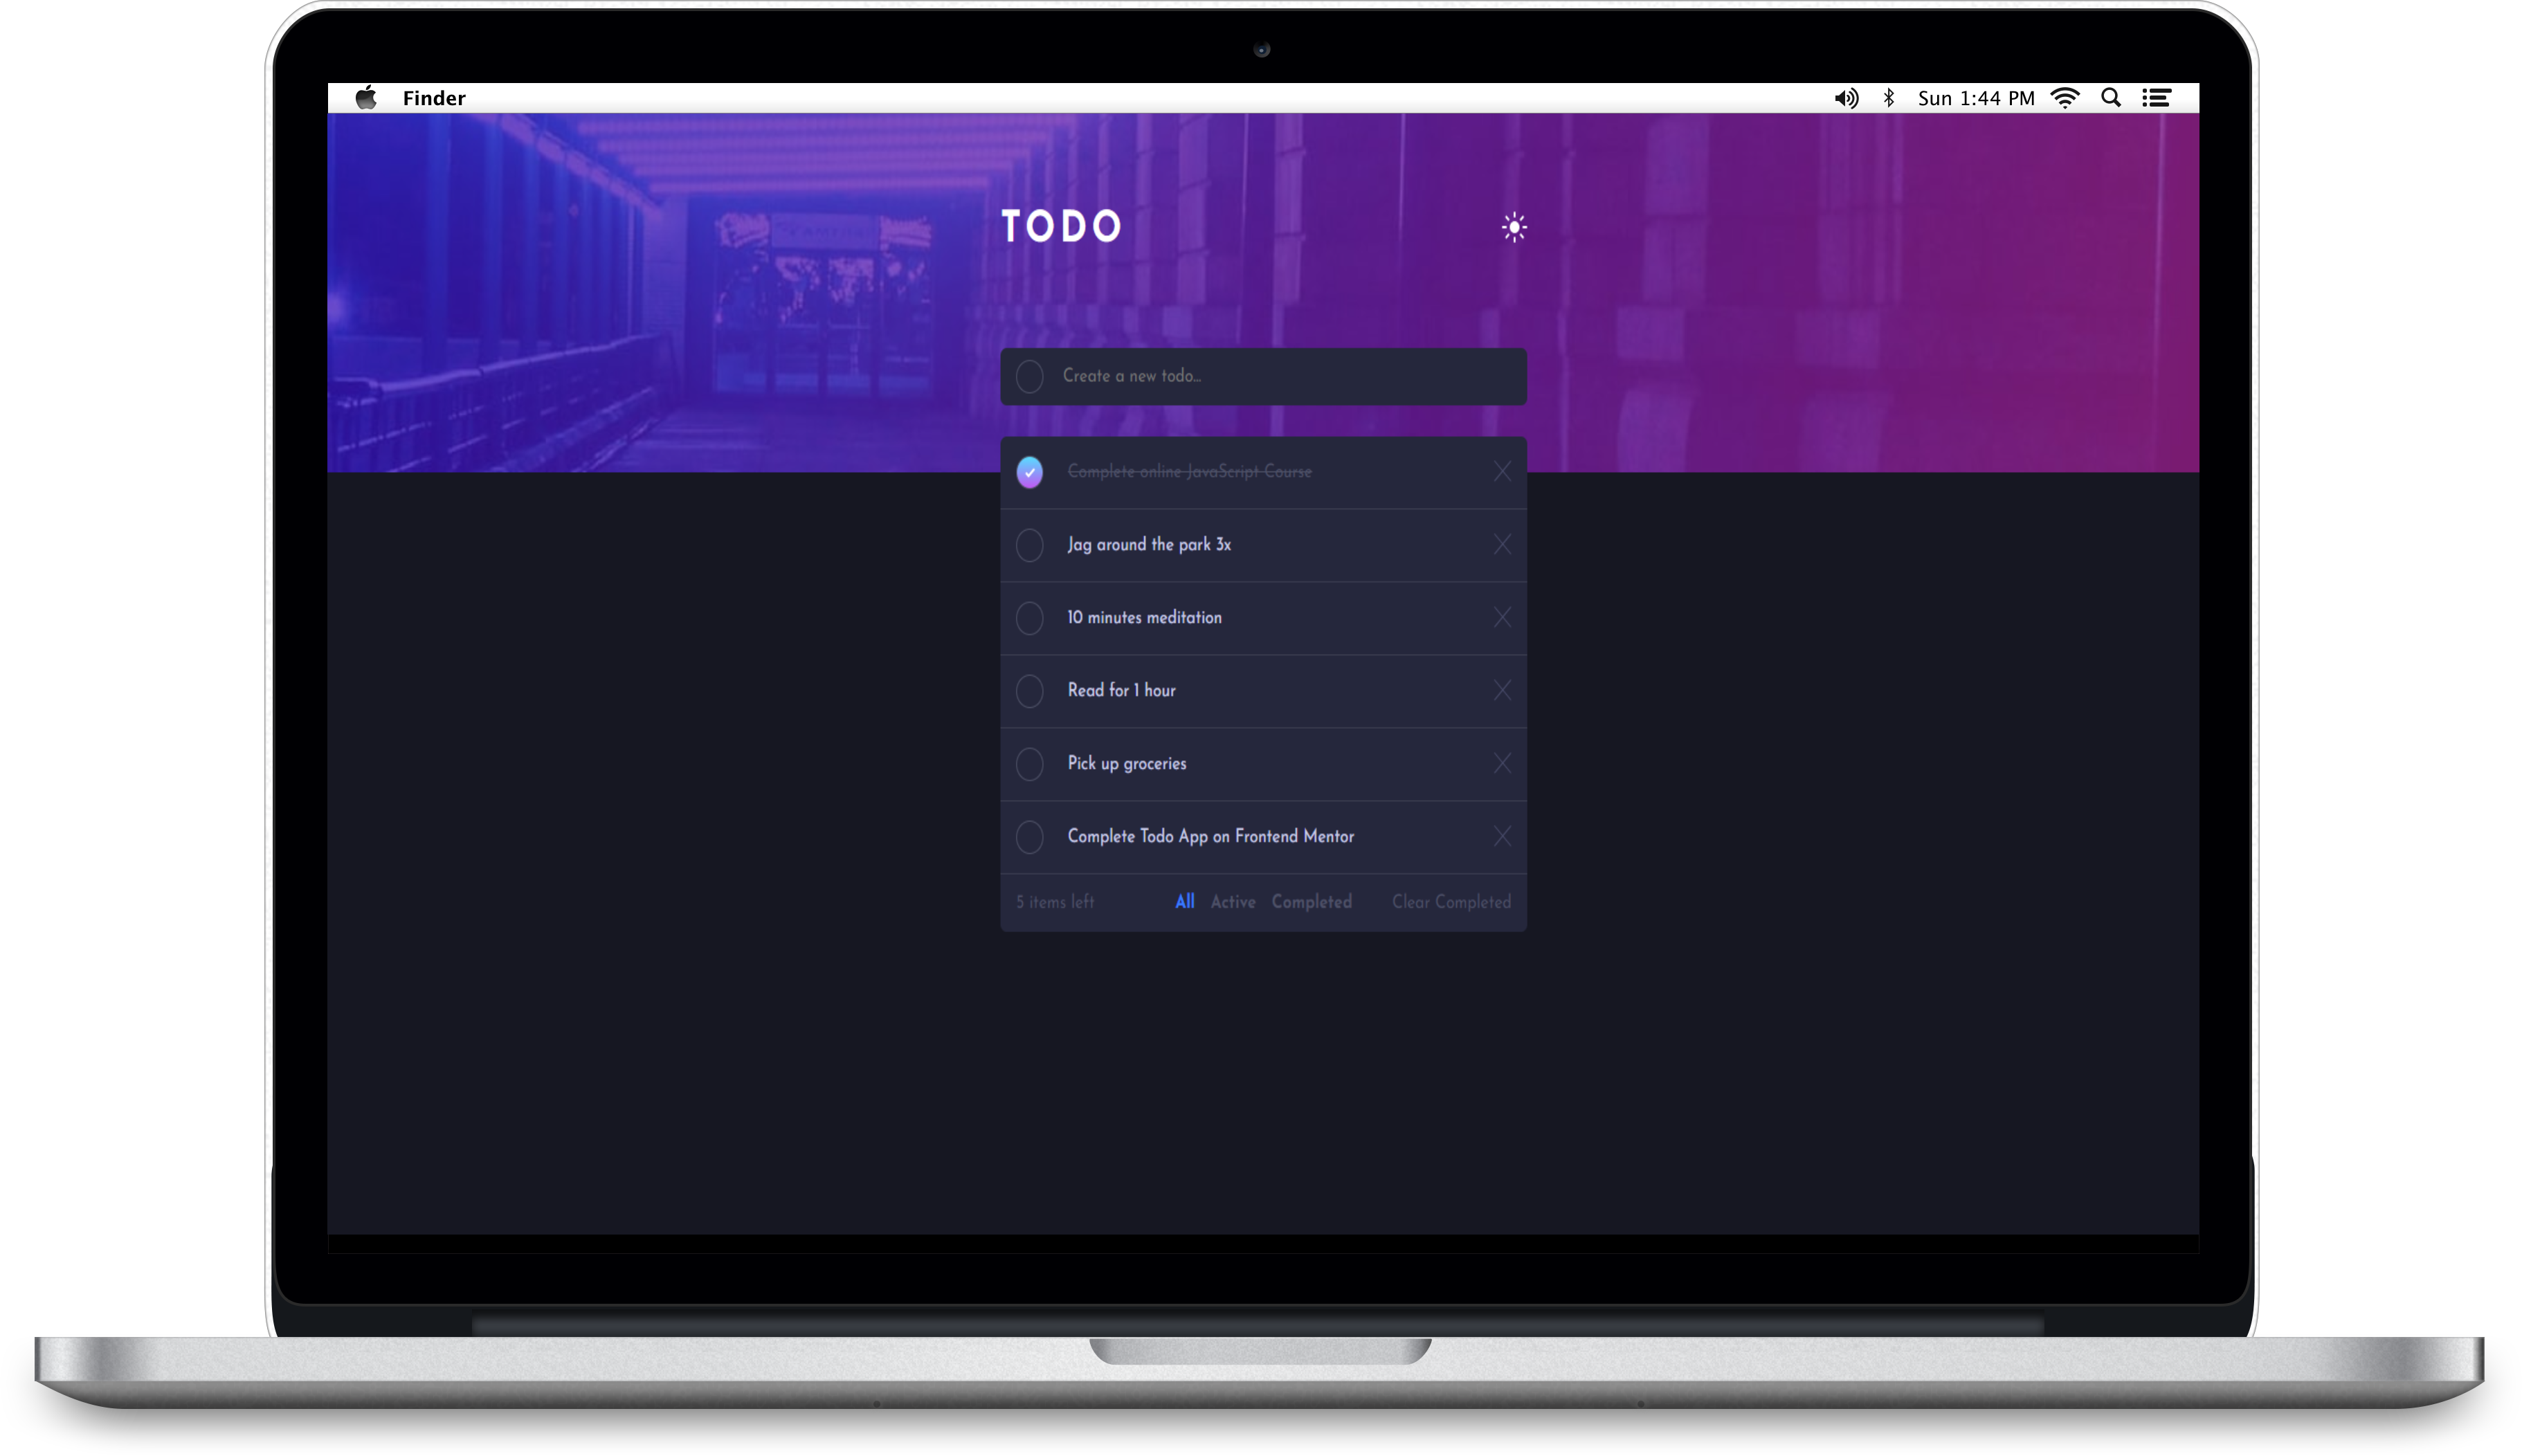 Finder
Sun 1:44 PM
TODO
Create a new todo...
Complete online JavaScript Course
Jag around the park 3x
10 minutes meditation
Read for 1 hour
Pick up groceries
Complete Todo App on Frontend Mentor
5 items left All Active Completed Clear Completed